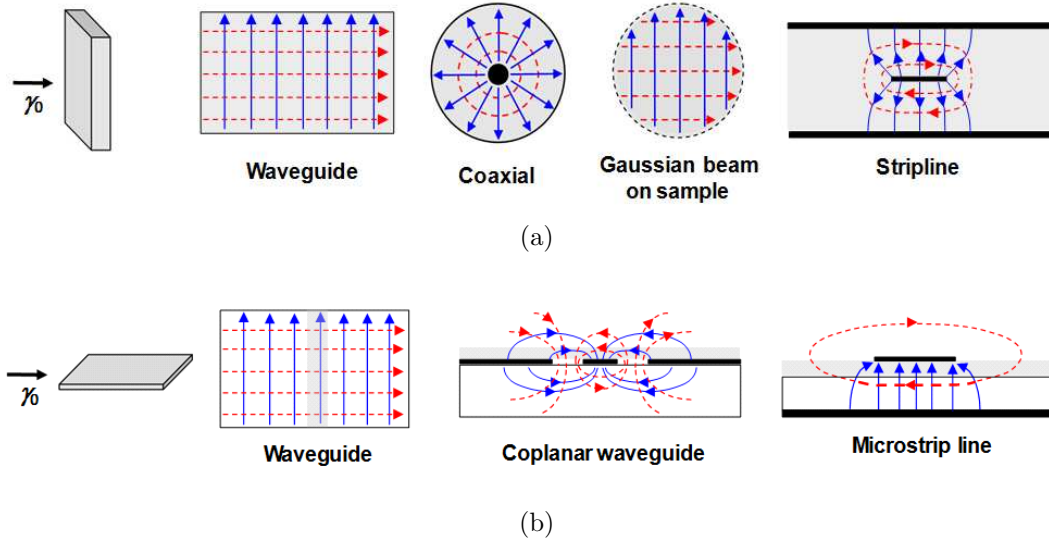 γ₀
Waveguide
Coaxial
Gaussian beam
on sample
Stripline
(a)
γ₀
Waveguide
Coplanar waveguide
Microstrip line
(b)